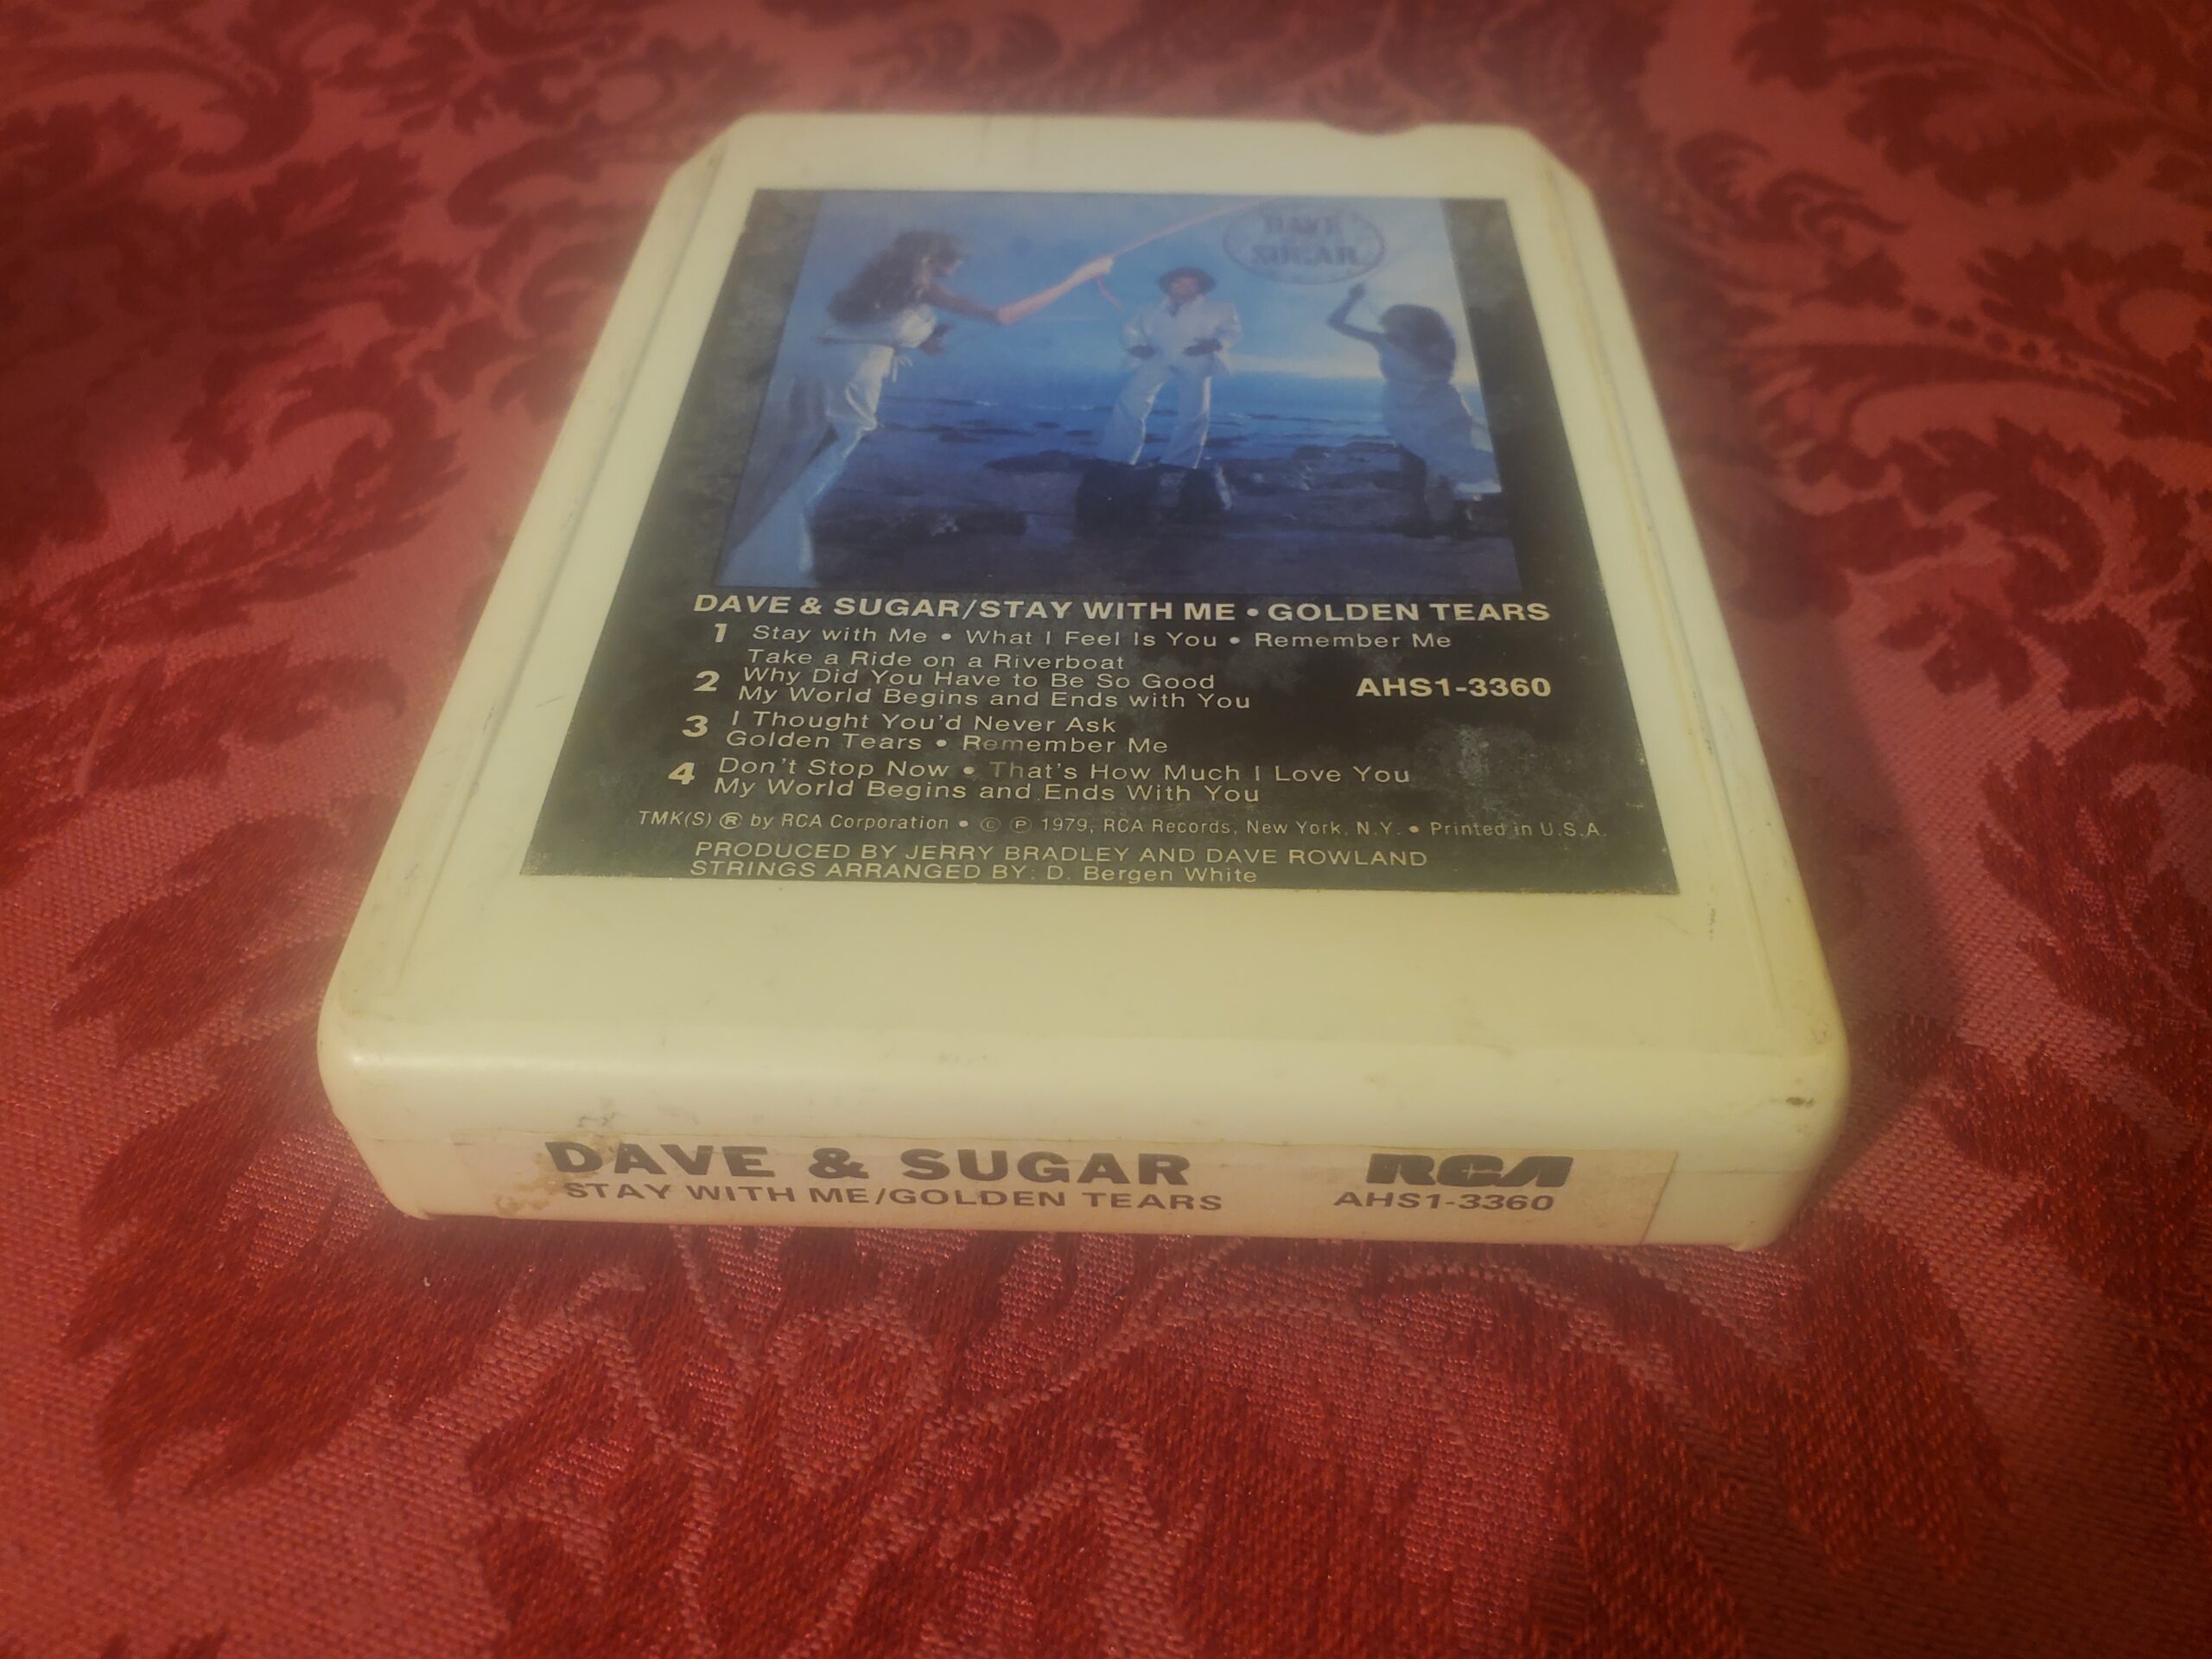 DAVE
SUGAR
DAVE & SUGAR/STAY WITH ME • GOLDEN TEARS
1 Stay with Me • What I Feel Is You • Remember Me
Take a Ride on a Riverboat
2 Why Did You Have to Be So Good
My World Begins and Ends with You
AHS1-3360
3 I Thought You'd Never Ask
Golden Tears • Remember Me
4 Don't Stop Now • That's How Much I Love You
My World Begins and Ends With You
TMK(S) ® by RCA Corporation • © ℗ 1979, RCA Records, New York, N.Y. • Printed in U.S.A.
PRODUCED BY JERRY BRADLEY AND DAVE ROWLAND
STRINGS ARRANGED BY: D. Bergen White
DAVE & SUGAR
STAY WITH ME/GOLDEN TEARS
RCA
AHS1-3360